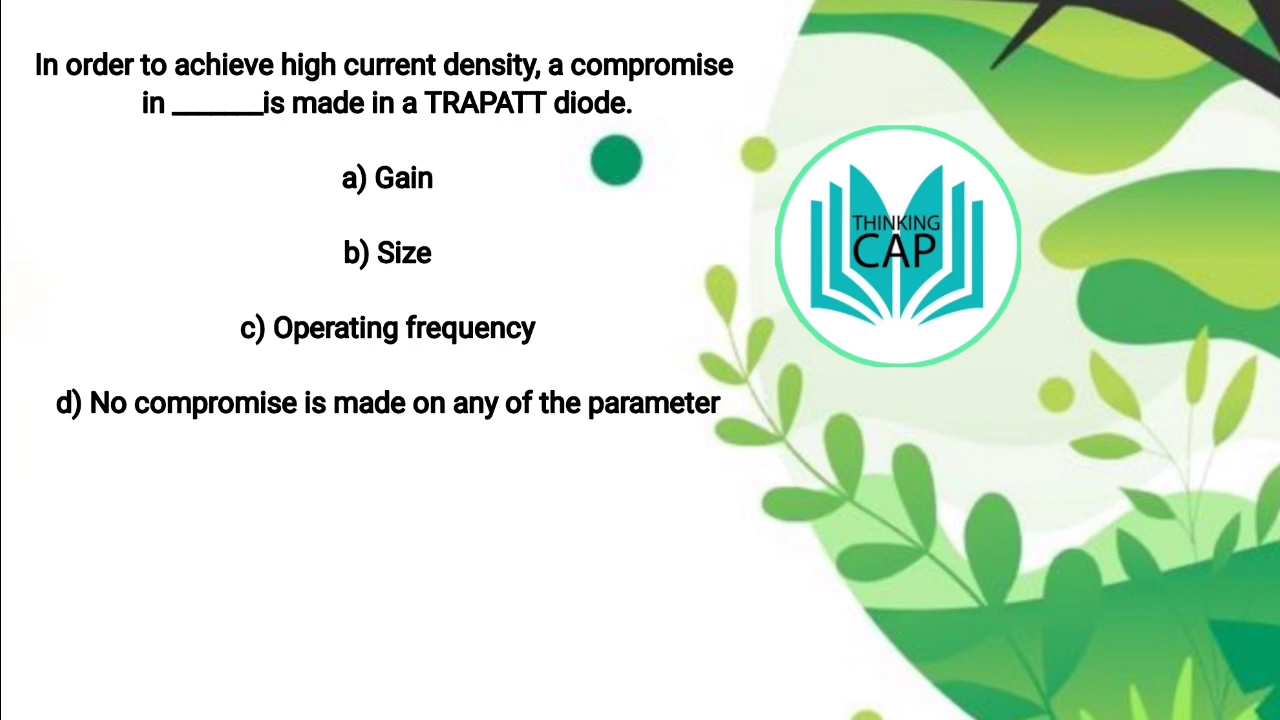 In order to achieve high current density, a compromise
in _______is made in a TRAPATT diode.
a) Gain
b) Size
c) Operating frequency
d) No compromise is made on any of the parameter
THINKING
CAP